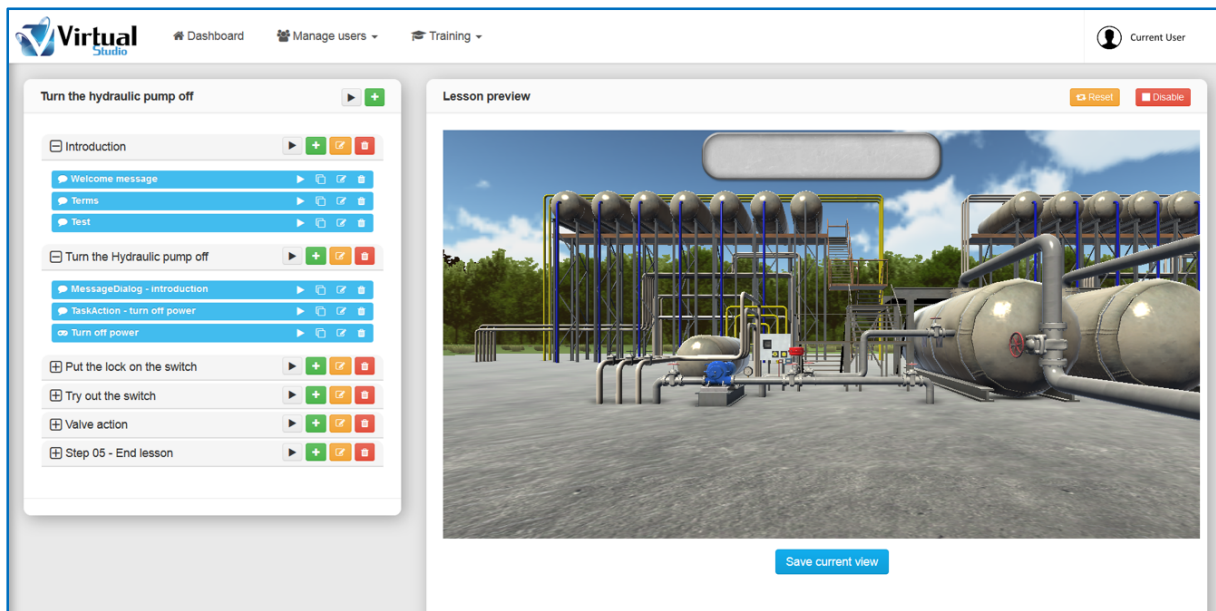 Virtual
Studio
Dashboard
Manage users
Training
Current User
Turn the hydraulic pump off
Introduction
Welcome message
Terms
Test
Turn the Hydraulic pump off
MessageDialog - introduction
TaskAction - turn off power
Turn off power
Put the lock on the switch
Try out the switch
Valve action
Step 05 - End lesson
Lesson preview
Reset
Disable
Save current view